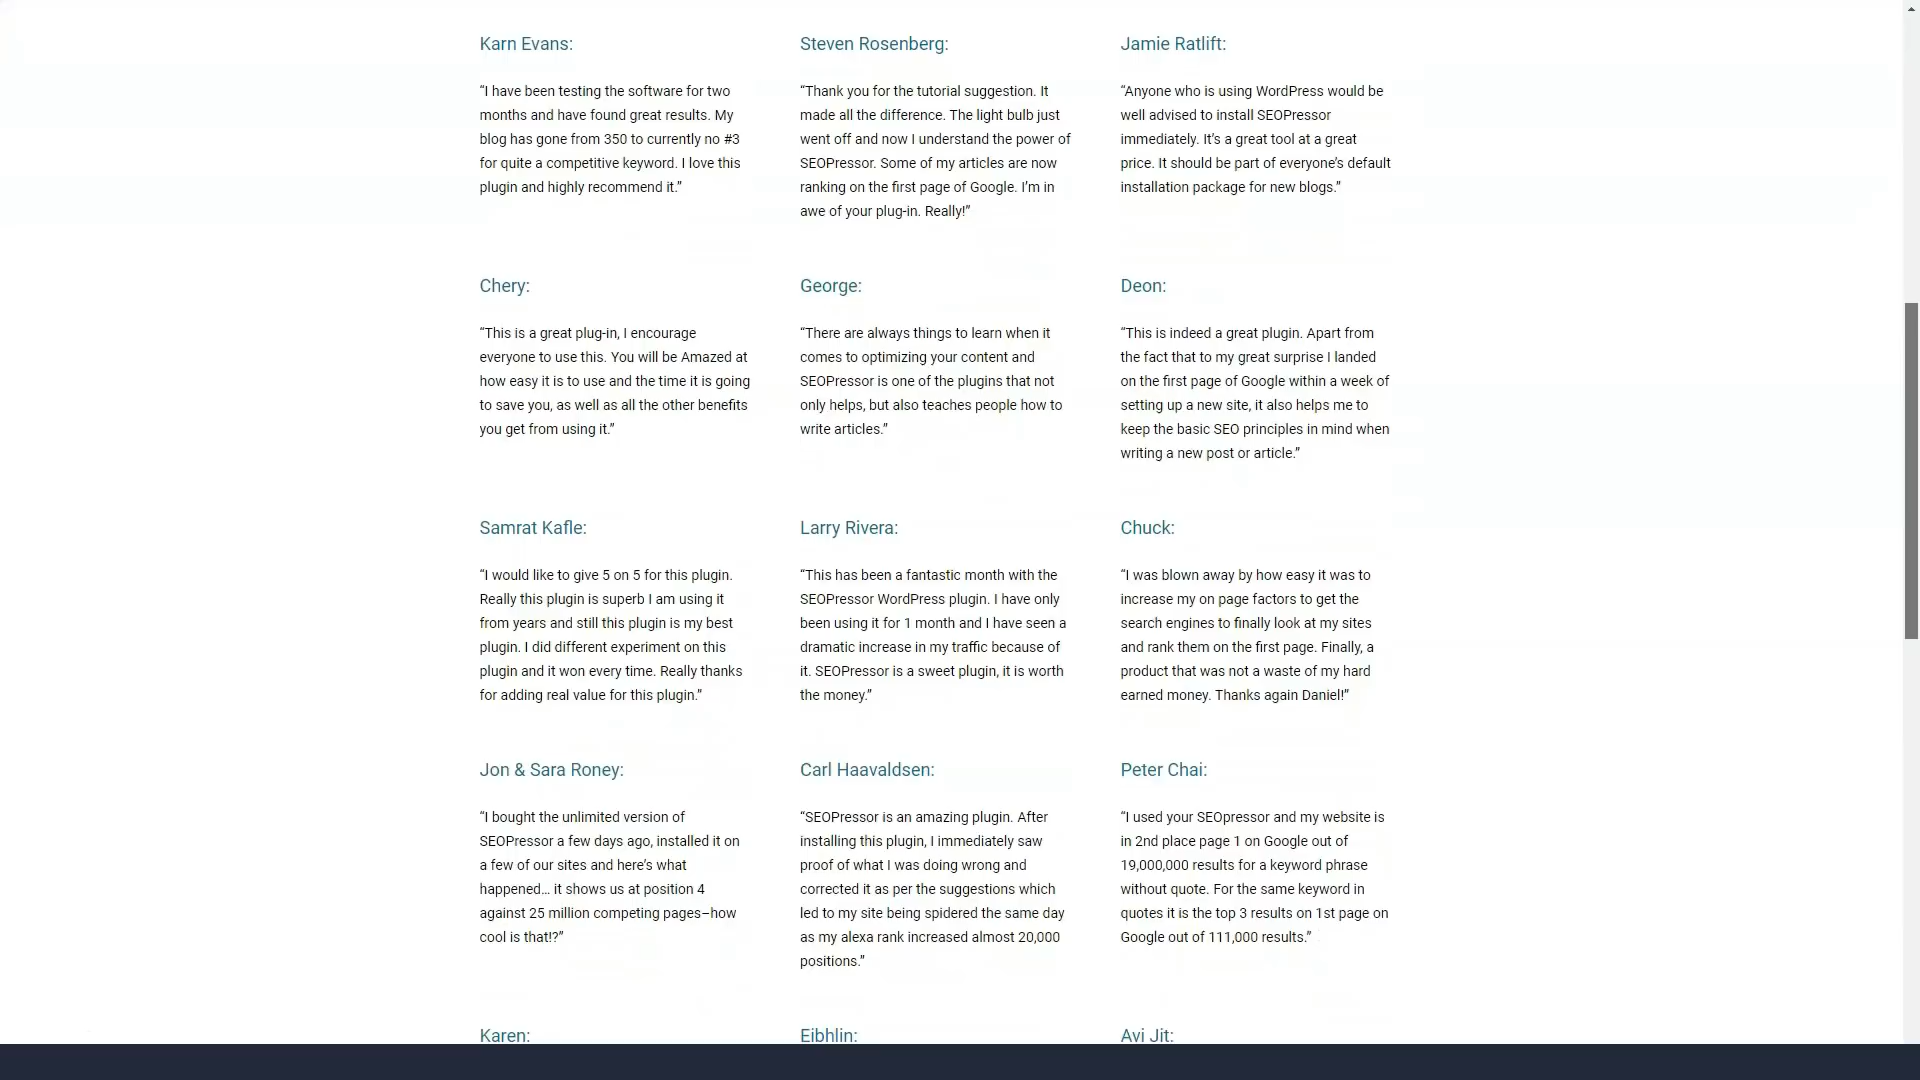 Karn Evans:
“I have been testing the software for two
months and have found great results. My
blog has gone from 350 to currently no #3
for quite a competitive keyword. I love this
plugin and highly recommend it.”
Steven Rosenberg:
“Thank you for the tutorial suggestion. It
made all the difference. The light bulb just
went off and now I understand the power of
SEOPressor. Some of my articles are now
ranking on the first page of Google. I’m in
awe of your plug-in. Really!”
Jamie Ratlift:
“Anyone who is using WordPress would be
well advised to install SEOPressor
immediately. It’s a great tool at a great
price. It should be part of everyone’s default
installation package for new blogs.”
Chery:
“This is a great plug-in, I encourage
everyone to use this. You will be Amazed at
how easy it is to use and the time it is going
to save you, as well as all the other benefits
you get from using it.”
George:
“There are always things to learn when it
comes to optimizing your content and
SEOPressor is one of the plugins that not
only helps, but also teaches people how to
write articles.”
Deon:
“This is indeed a great plugin. Apart from
the fact that to my great surprise I landed
on the first page of Google within a week of
setting up a new site, it also helps me to
keep the basic SEO principles in mind when
writing a new post or article.”
Samrat Kafle:
“I would like to give 5 on 5 for this plugin.
Really this plugin is superb I am using it
from years and still this plugin is my best
plugin. I did different experiment on this
plugin and it won every time. Really thanks
for adding real value for this plugin.”
Larry Rivera:
“This has been a fantastic month with the
SEOPressor WordPress plugin. I have only
been using it for 1 month and I have seen a
dramatic increase in my traffic because of
it. SEOPressor is a sweet plugin, it is worth
the money.”
Chuck:
“I was blown away by how easy it was to
increase my on page factors to get the
search engines to finally look at my sites
and rank them on the first page. Finally, a
product that was not a waste of my hard
earned money. Thanks again Daniel!”
Jon & Sara Roney:
“I bought the unlimited version of
SEOPressor a few days ago, installed it on
a few of our sites and here’s what
happened… it shows us at position 4
against 25 million competing pages–how
cool is that!?”
Carl Haavaldsen:
“SEOPressor is an amazing plugin. After
installing this plugin, I immediately saw
proof of what I was doing wrong and
corrected it as per the suggestions which
led to my site being spidered the same day
as my alexa rank increased almost 20,000
positions.”
Peter Chai:
“I used your SEOpressor and my website is
in 2nd place page 1 on Google out of
19,000,000 results for a keyword phrase
without quote. For the same keyword in
quotes it is the top 3 results on 1st page on
Google out of 111,000 results.”
Karen:
Eibhlin:
Avi Jit: